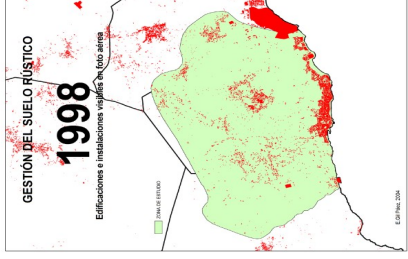 GESTIÓN DEL SUELO RÚSTICO
1998
Edificaciones e instalaciones visibles en foto aérea
ZONA DE ESTUDIO
E.Gil Pérez, 2004